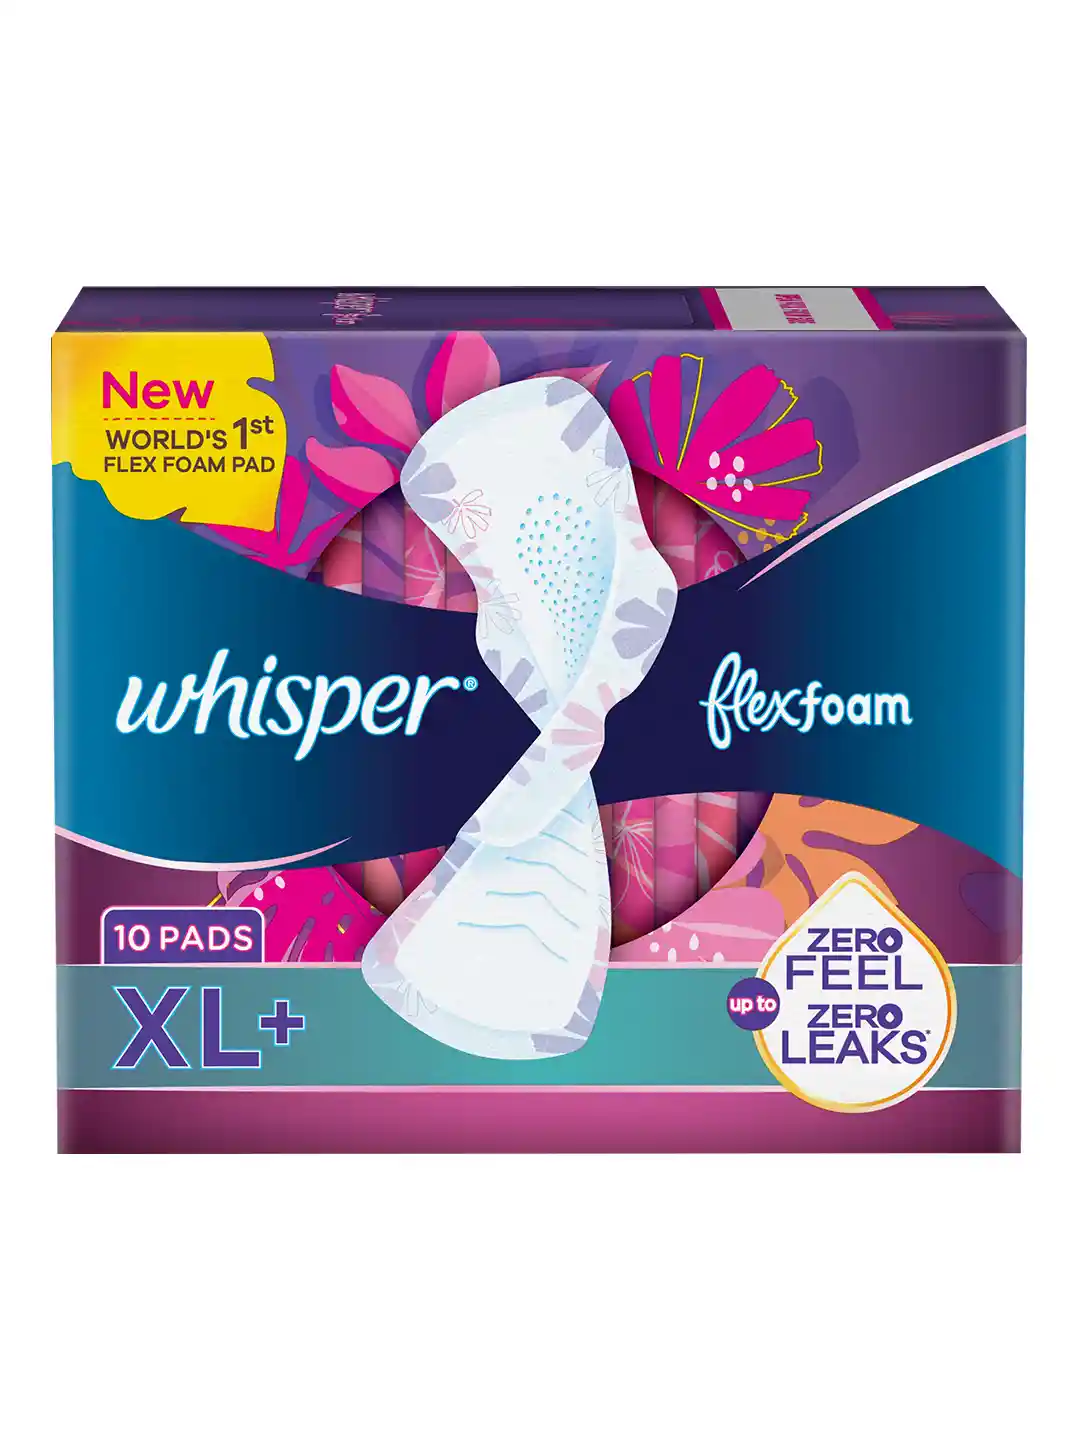 New
WORLD'S 1st
FLEX FOAM PAD
whisper®
flexfoam
10 PADS
XL+
ZERO
FEEL
up to
ZERO
LEAKS*